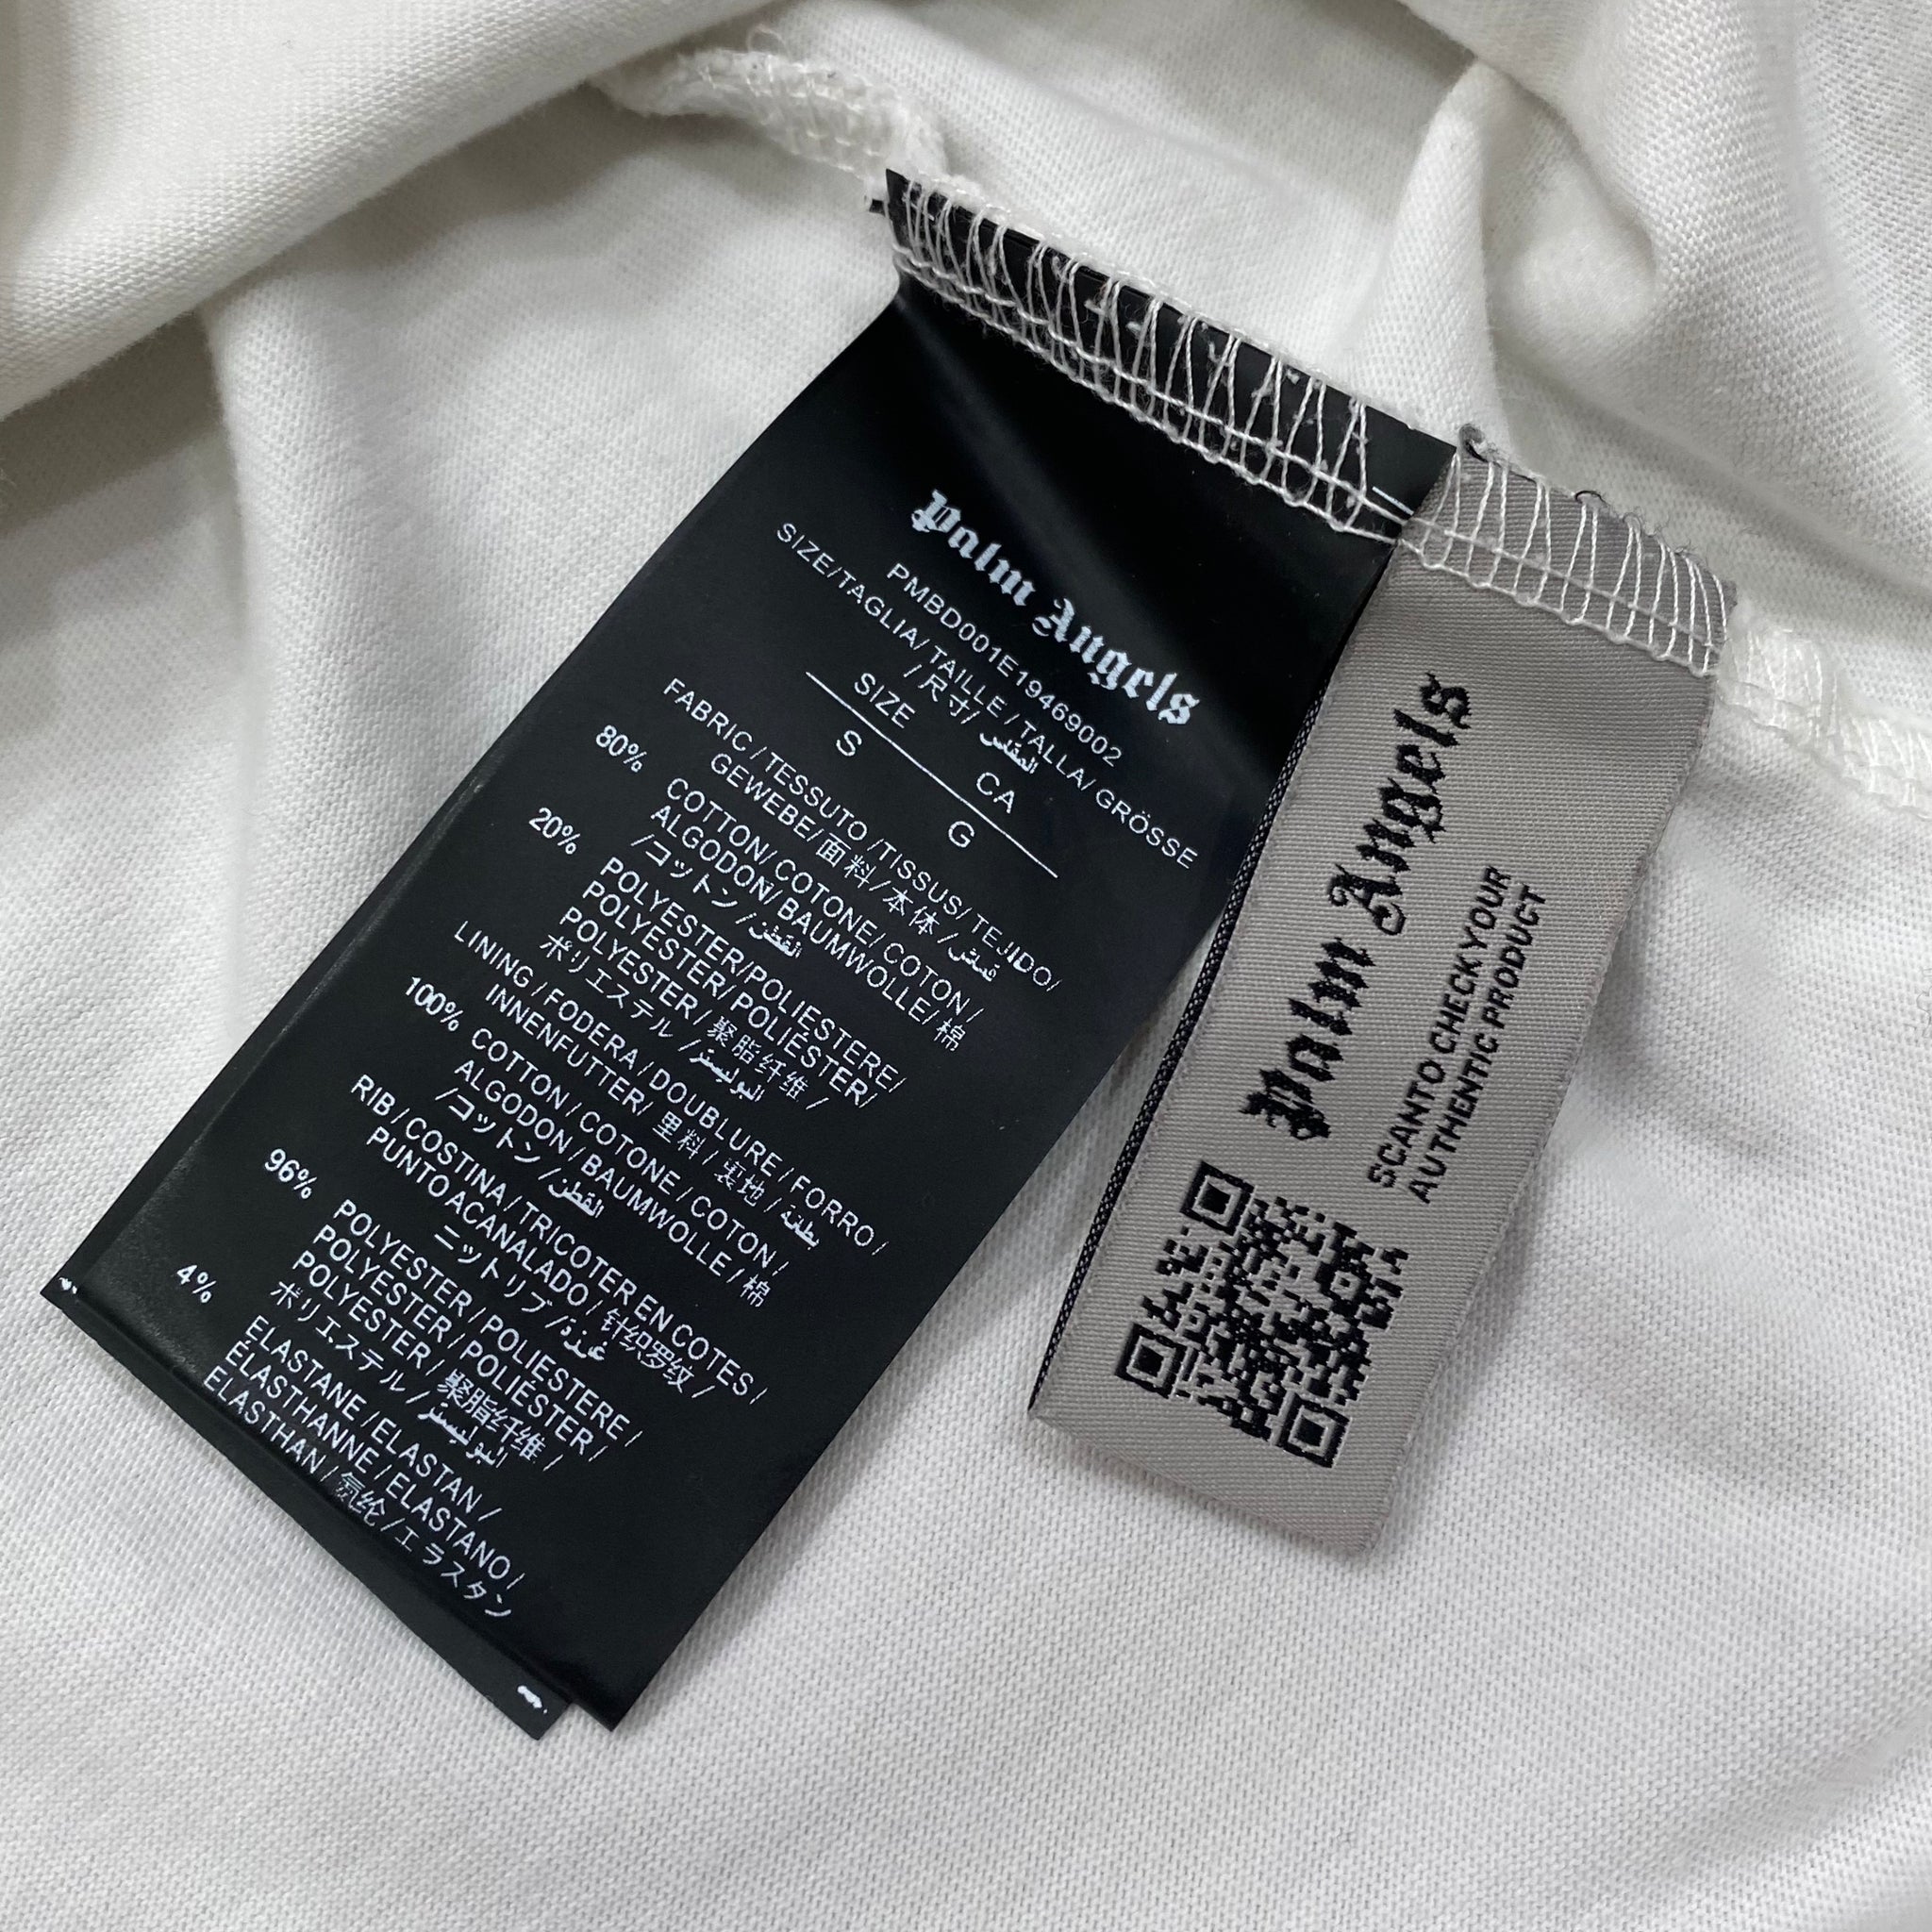 Palm Angels
PMBD001E19469002
SIZE/TAGLIA/TAILLE/TALLA/GRÖSSE
/尺寸/المقاس
SIZE CA
S G
FABRIC/TESSUTO/TISSUS/TEJIDO/
GEWEBE/面料/本体/قماش
80% COTTON/COTONE/COTON/
ALGODON/BAUMWOLLE/棉
/コットン/القطن
20% POLYESTER/POLIESTERE/
POLYESTER/POLIÉSTER/
POLYESTER/聚脂纤维/
ポリエステル/البوليستر
LINING/FODERA/DOUBLURE/FORRO/
INNENFUTTER/里料/裏地/بطانة
100% COTTON/COTONE/COTON/
ALGODON/BAUMWOLLE/棉
/コットン/القطن
RIB/COSTINA/TRICOTER EN COTES/
PUNTO ACANALADO/针织罗纹/
ニットリブ/
96% POLYESTER/POLIESTERE/
POLYESTER/POLIÉSTER/
POLYESTER/聚脂纤维/
ポリエステル/البوليستر
4% ELASTANE/ELASTAN/
ÉLASTHANNE/ELASTANO/
ELASTHAN/氨纶/エラスタン
Palm Angels
SCAN TO CHECK YOUR
AUTHENTIC PRODUCT